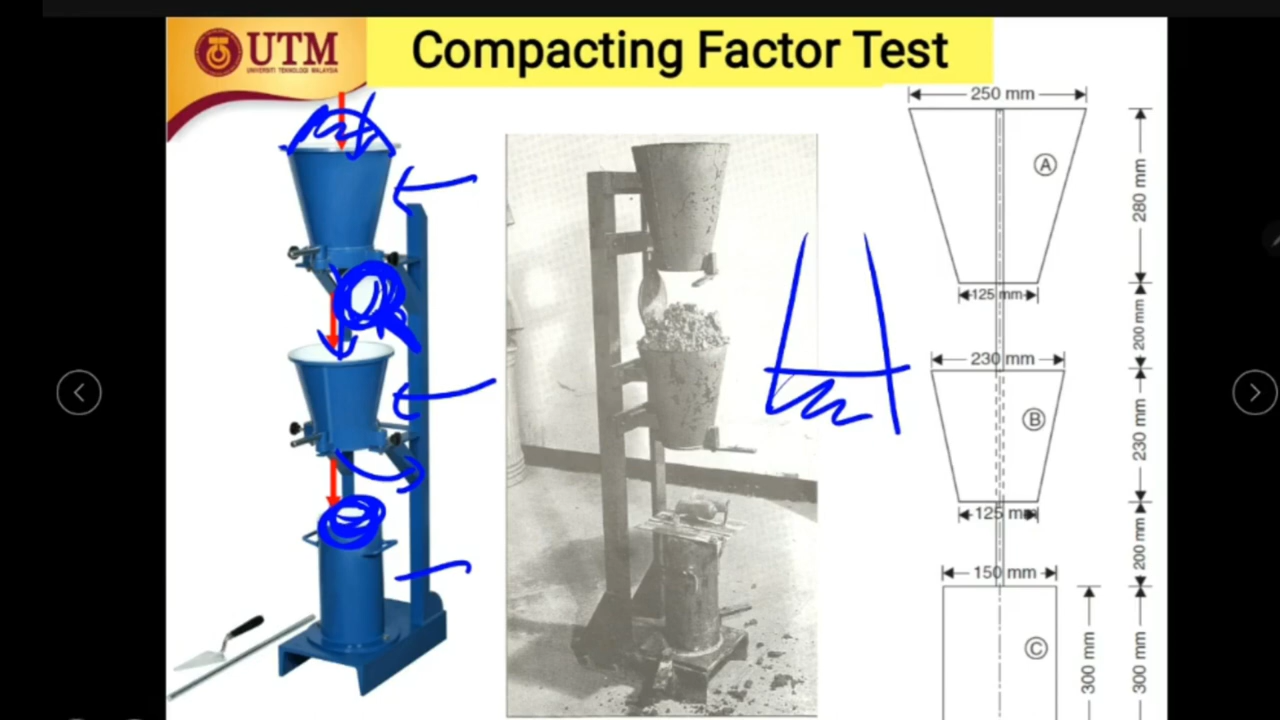 UTM
UNIVERSITI TEKNOLOGI MALAYSIA
Compacting Factor Test
250 mm
A
280 mm
125 mm
200 mm
230 mm
B
230 mm
125 mm
200 mm
150 mm
C
300 mm
300 mm